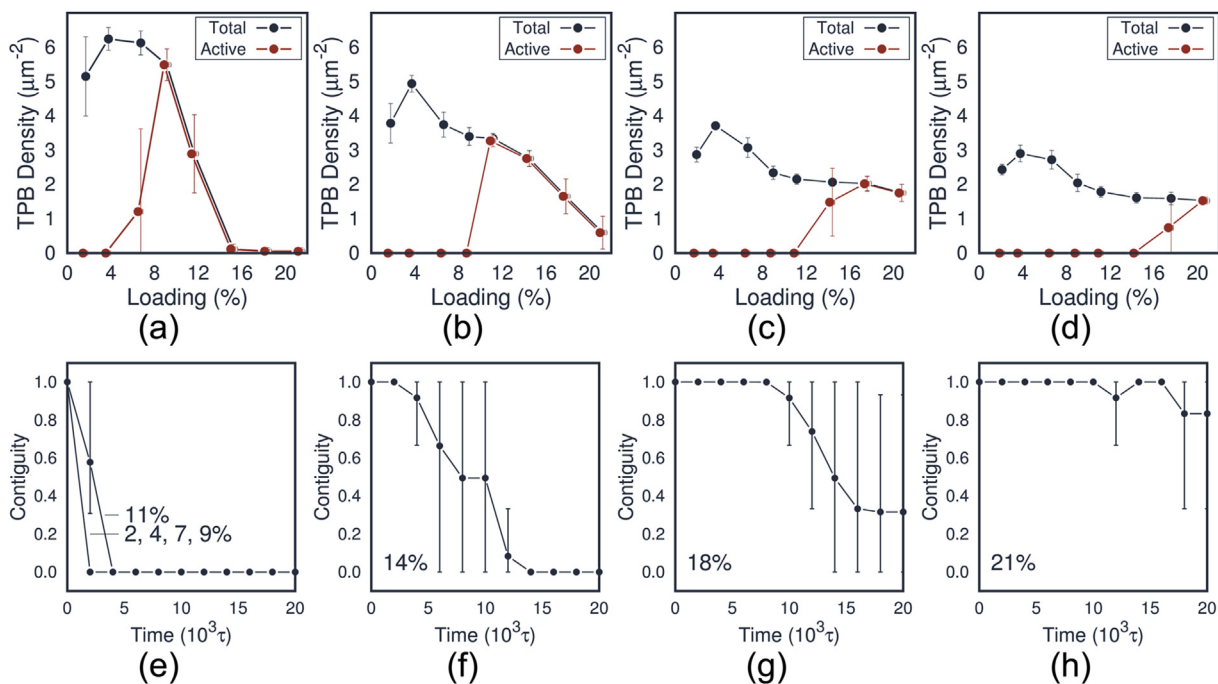 Total
Active
TPB Density (μm⁻²)
0 1 2 3 4 5 6
0 4 8 12 16 20
Loading (%)
(a)
Total
Active
TPB Density (μm⁻²)
0 1 2 3 4 5 6
0 4 8 12 16 20
Loading (%)
(b)
Total
Active
TPB Density (μm⁻²)
0 1 2 3 4 5 6
0 4 8 12 16 20
Loading (%)
(c)
Total
Active
TPB Density (μm⁻²)
0 1 2 3 4 5 6
0 4 8 12 16 20
Loading (%)
(d)
Contiguity
1.0
0.8
0.6
0.4
0.2
0.0
11%
2, 4, 7, 9%
0 5 10 15 20
Time (10³τ)
(e)
Contiguity
1.0
0.8
0.6
0.4
0.2
0.0
14%
0 5 10 15 20
Time (10³τ)
(f)
Contiguity
1.0
0.8
0.6
0.4
0.2
0.0
18%
0 5 10 15 20
Time (10³τ)
(g)
Contiguity
1.0
0.8
0.6
0.4
0.2
0.0
21%
0 5 10 15 20
Time (10³τ)
(h)